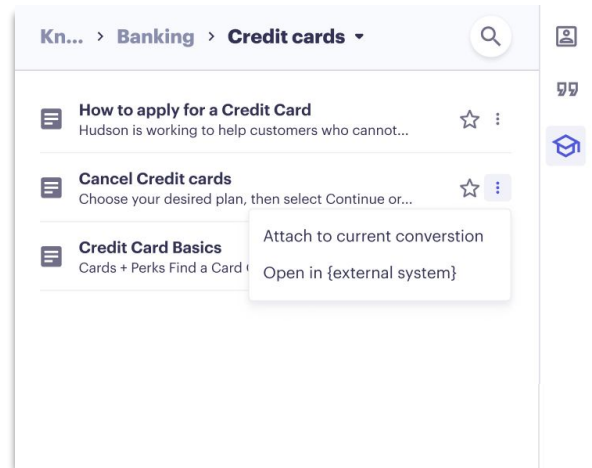 Kn... > Banking > Credit cards
How to apply for a Credit Card
Hudson is working to help customers who cannot...
Cancel Credit cards
Choose your desired plan, then select Continue or...
Attach to current converstion
Credit Card Basics
Cards + Perks Find a Card
Open in {external system}